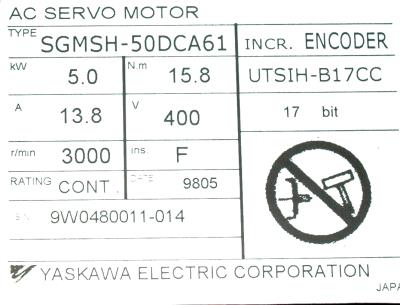 AC SERVO MOTOR
TYPE SGMSH-50DCA61 INCR. ENCODER
kW 5.0 N.m 15.8 UTSIH-B17CC
A 13.8 V 400 17 bit
r/min 3000 ins. F
RATING CONT. DATE 9805
S/N 9W0480011-014
YASKAWA ELECTRIC CORPORATION
JAPA